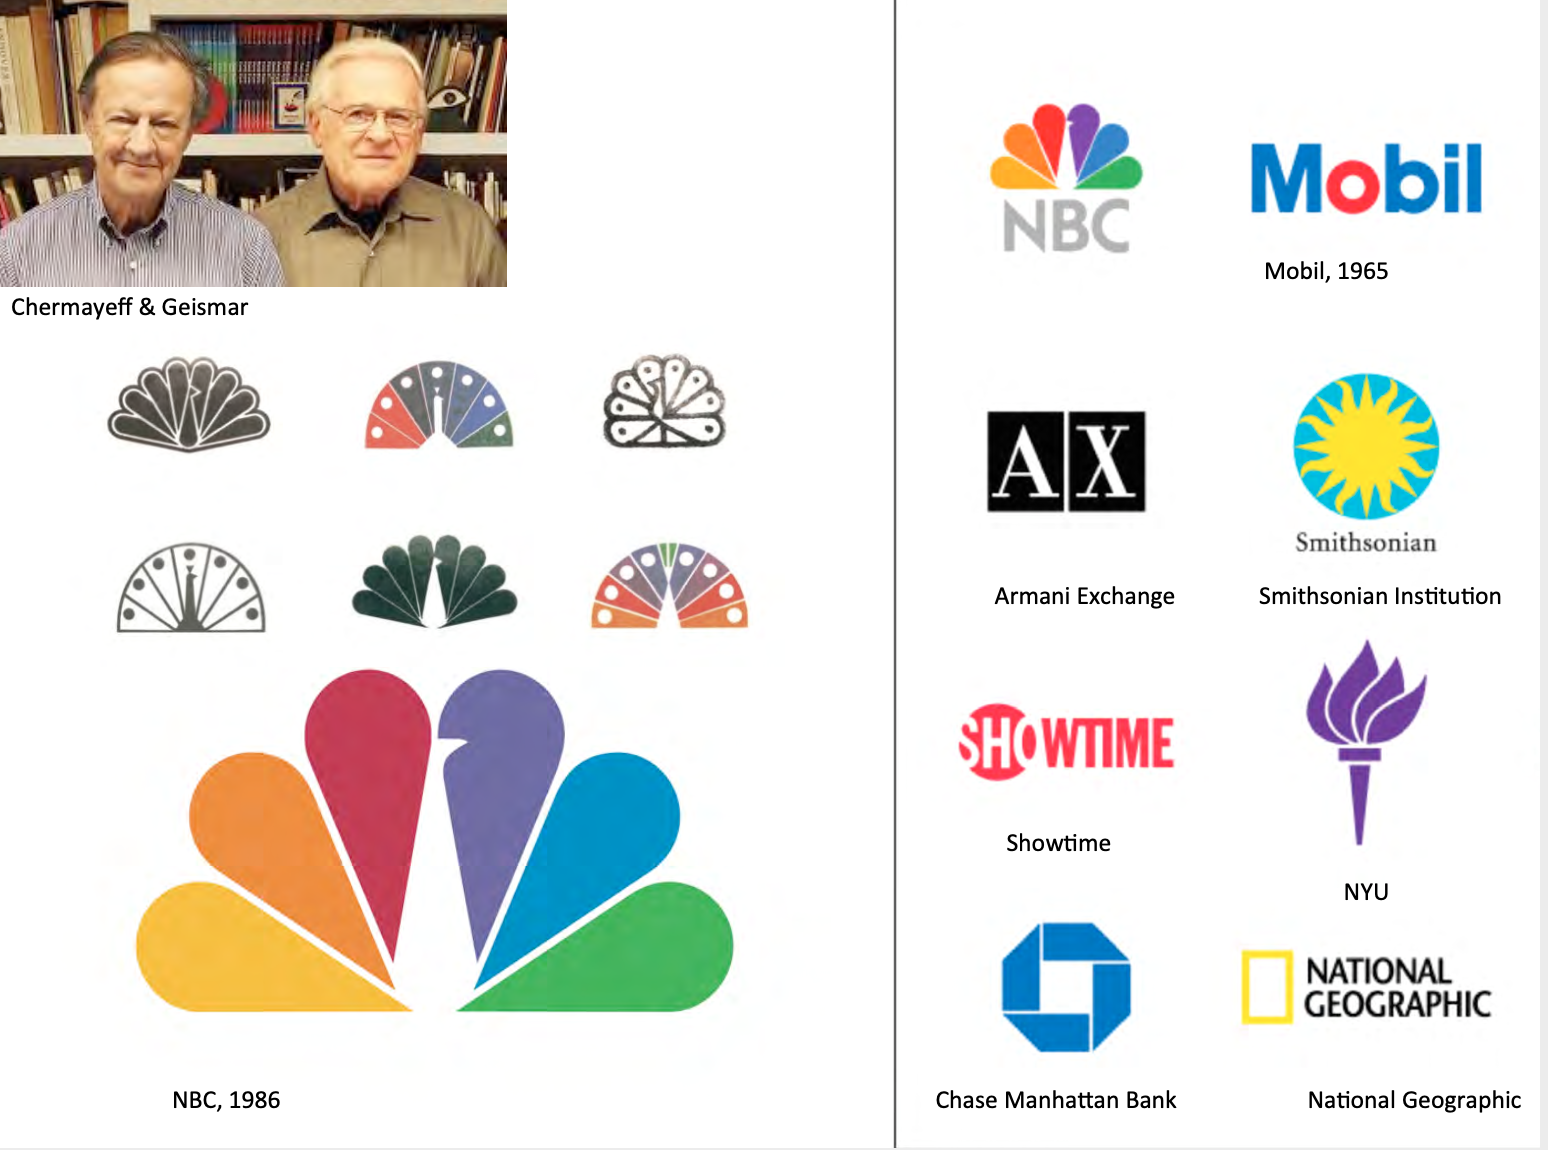 Chermayeff & Geismar
NBC, 1986
NBC
Mobil
Mobil, 1965
A X
Smithsonian
Armani Exchange
Smithsonian Institution
SHOWTIME
Showtime
NYU
NATIONAL
GEOGRAPHIC
Chase Manhattan Bank
National Geographic